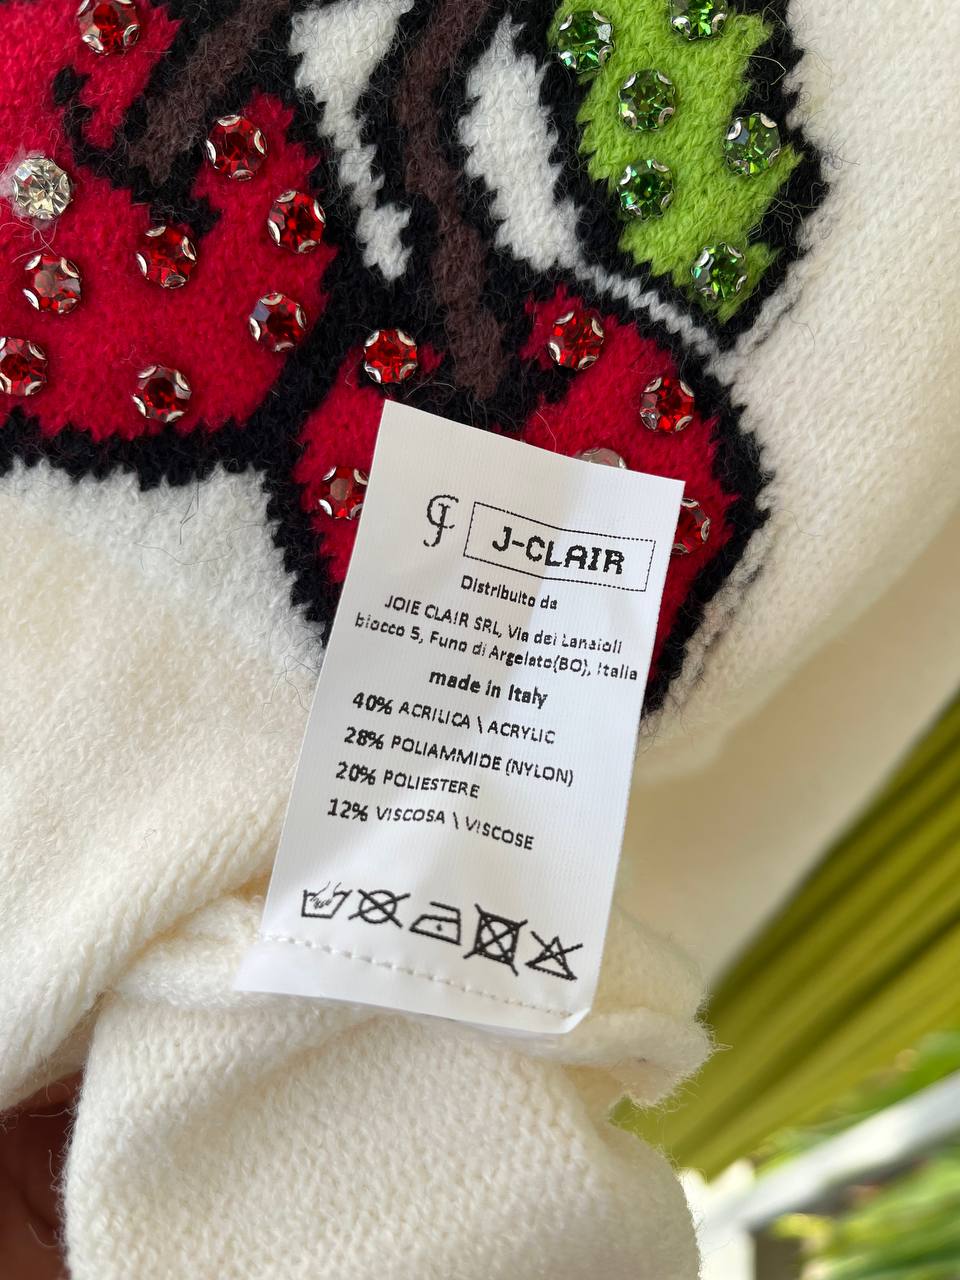 J-CLAIR
Distribuito da
JOIE CLAIR SRL, Via dei Lanaioli
blocco 5, Funo di Argelato(BO), Italia
made in Italy
40% ACRILICA \ ACRYLIC
28% POLIAMMIDE (NYLON)
20% POLIESTERE
12% VISCOSA \ VISCOSE